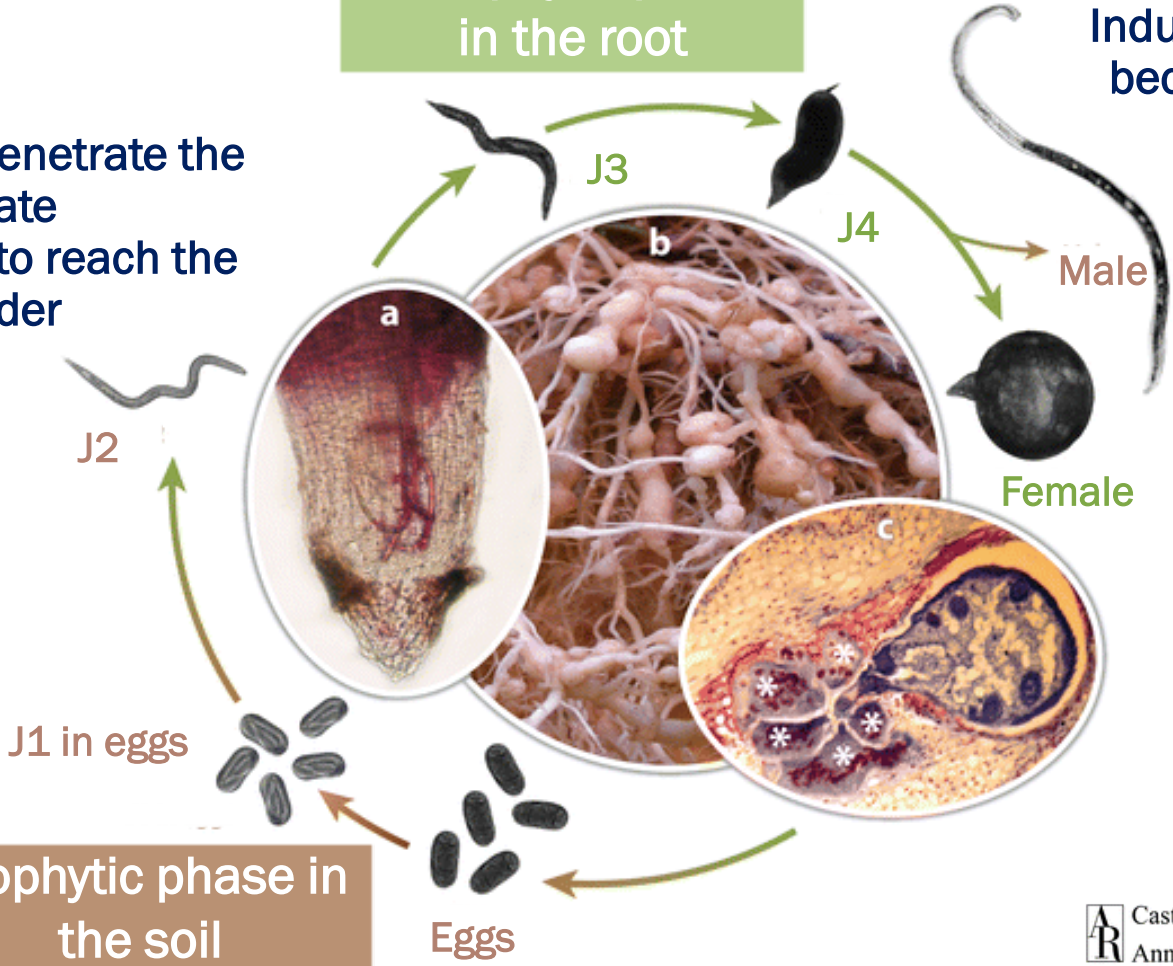 in the root
Indu
bec
enetrate the
ate
to reach the
der
J3
J4
Male
J2
Female
a
b
c
*
*
*
*
*
J1 in eggs
Eggs
ophytic phase in
the soil
AR
Cast
Ann